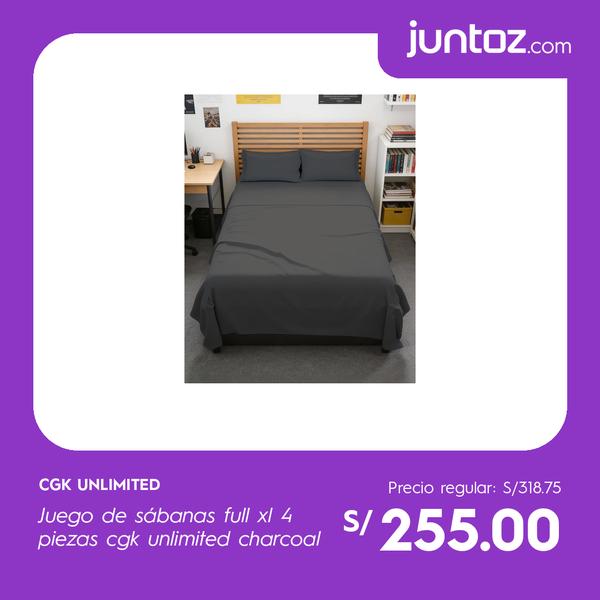 juntoz.com
CGK UNLIMITED
Juego de sábanas full xl 4
piezas cgk unlimited charcoal
Precio regular: S/318.75
S/ 255.00